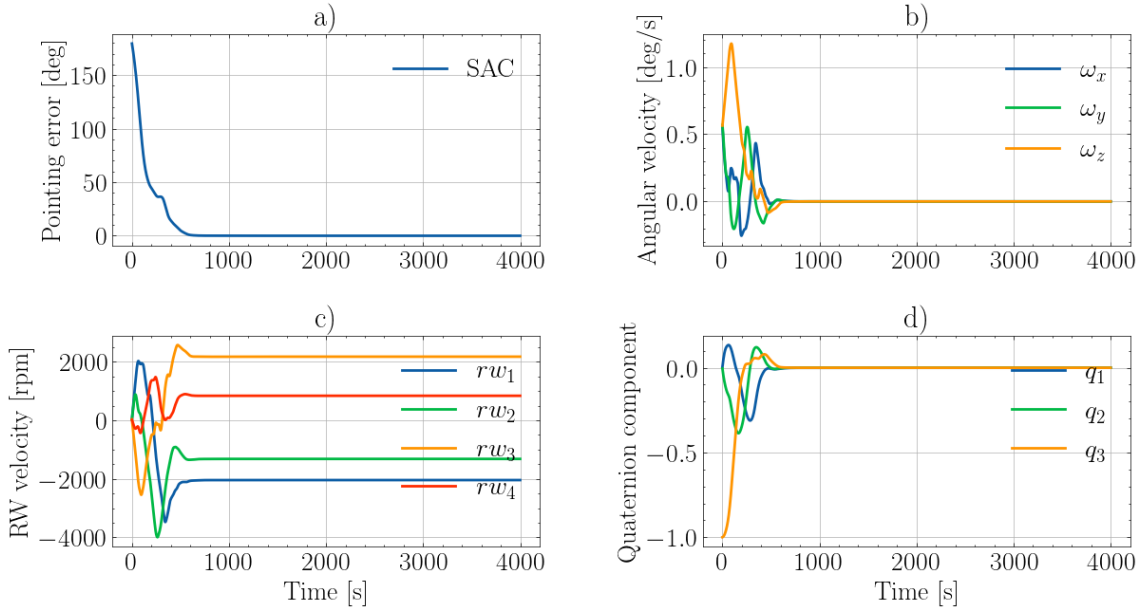 a)
Pointing error [deg]
150
100
50
0
SAC
0
1000
2000
3000
4000
b)
Angular velocity [deg/s]
1.0
0.5
0.0
ω_x
ω_y
ω_z
0
1000
2000
3000
4000
c)
RW velocity [rpm]
2000
0
−2000
−4000
rw_1
rw_2
rw_3
rw_4
0
1000
2000
3000
4000
Time [s]
d)
Quaternion component
0.0
−0.5
−1.0
q_1
q_2
q_3
0
1000
2000
3000
4000
Time [s]